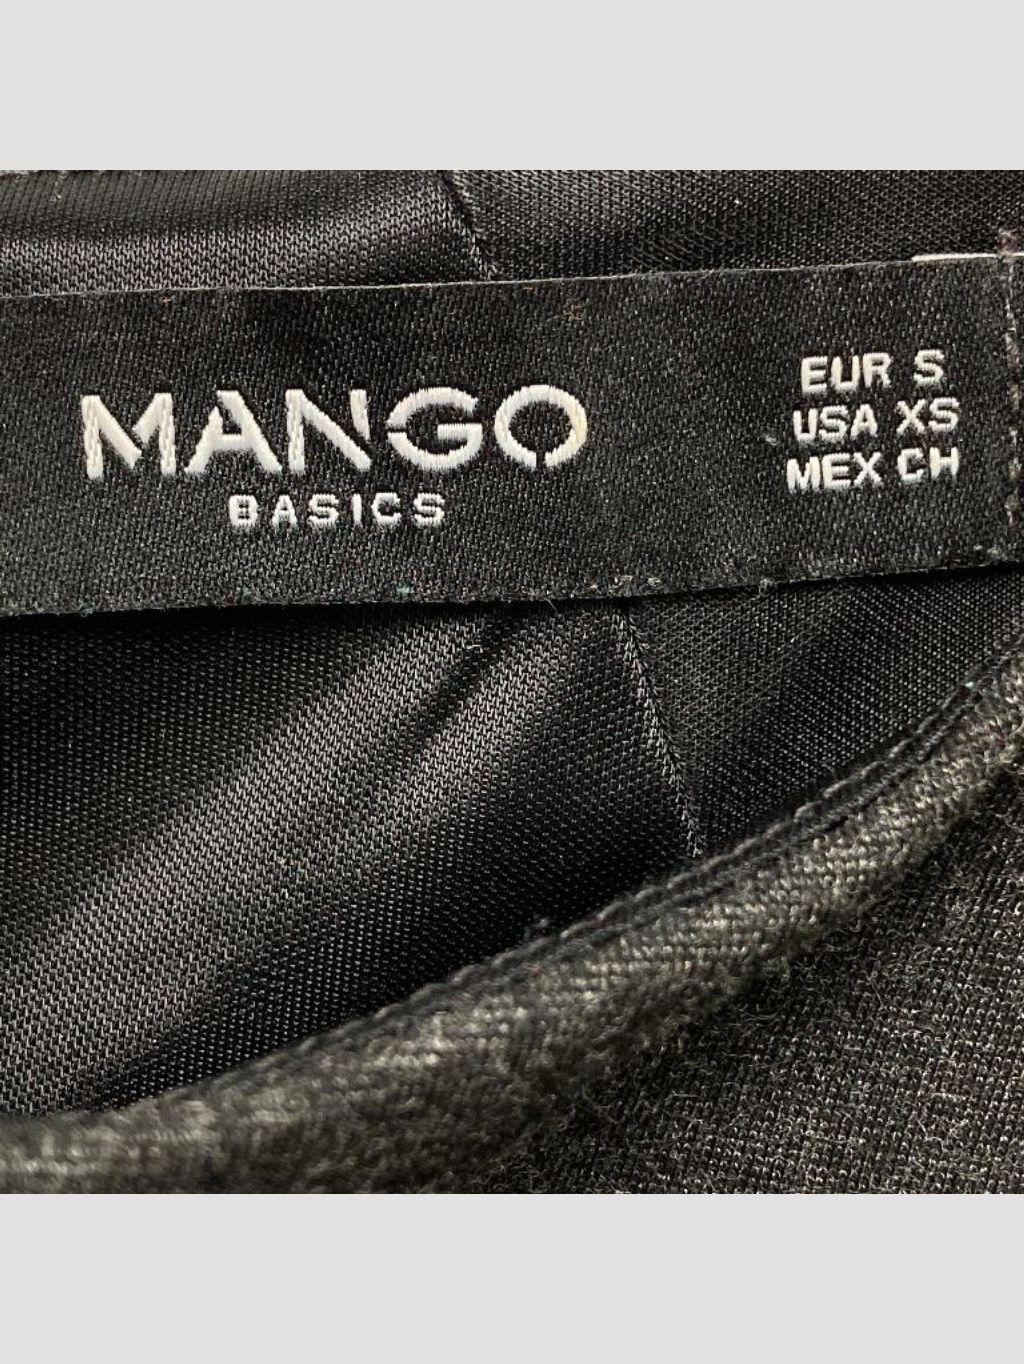 MANGO
BASICS
EUR S
USA XS
MEX CH